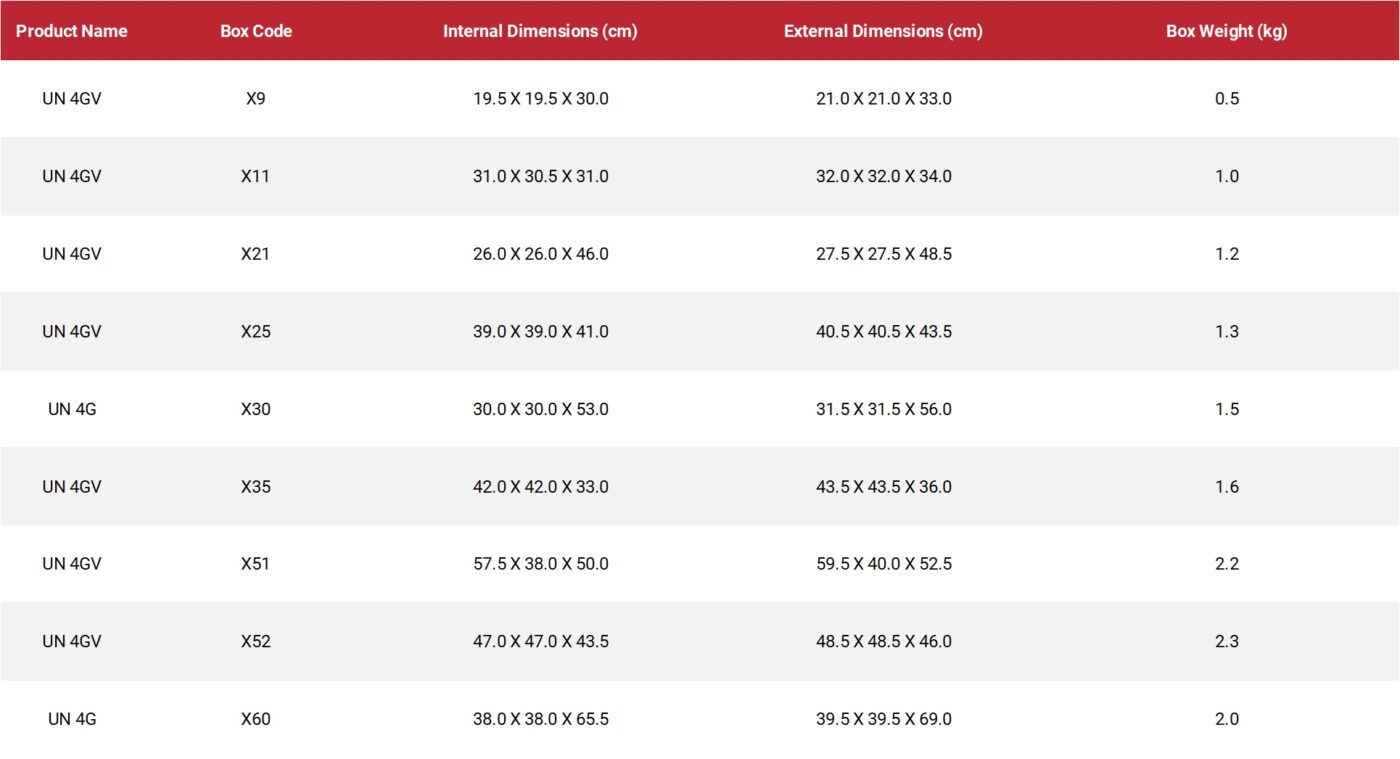 Product Name Box Code Internal Dimensions (cm) External Dimensions (cm) Box Weight (kg)
UN 4GV X9 19.5 X 19.5 X 30.0 21.0 X 21.0 X 33.0 0.5
UN 4GV X11 31.0 X 30.5 X 31.0 32.0 X 32.0 X 34.0 1.0
UN 4GV X21 26.0 X 26.0 X 46.0 27.5 X 27.5 X 48.5 1.2
UN 4GV X25 39.0 X 39.0 X 41.0 40.5 X 40.5 X 43.5 1.3
UN 4G X30 30.0 X 30.0 X 53.0 31.5 X 31.5 X 56.0 1.5
UN 4GV X35 42.0 X 42.0 X 33.0 43.5 X 43.5 X 36.0 1.6
UN 4GV X51 57.5 X 38.0 X 50.0 59.5 X 40.0 X 52.5 2.2
UN 4GV X52 47.0 X 47.0 X 43.5 48.5 X 48.5 X 46.0 2.3
UN 4G X60 38.0 X 38.0 X 65.5 39.5 X 39.5 X 69.0 2.0